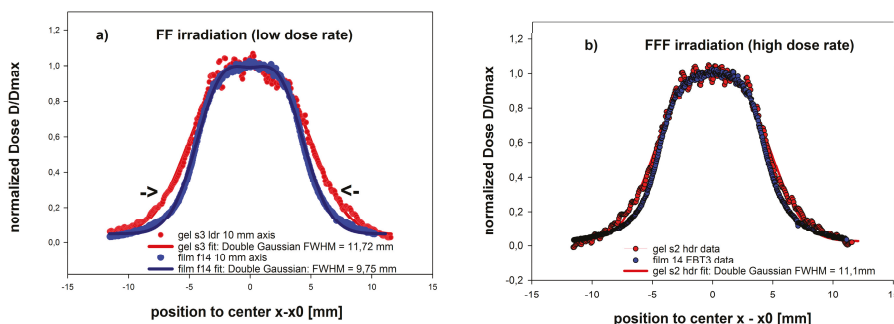 a) FF irradiation (low dose rate)
normalized Dose D/Dmax
1,2
1,0
0,8
0,6
0,4
0,2
0,0
->
<-
gel s3 ldr 10 mm axis
gel s3 fit: Double Gaussian FWHM = 11,72 mm
film f14 10 mm axis
film f14 fit: Double Gaussian: FWHM = 9,75 mm
-15 -10 -5 0 5 10 15
position to center x-x0 [mm]
b) FFF irradiation (high dose rate)
normalized Dose D/Dmax
1,2
1,0
0,8
0,6
0,4
0,2
0,0
-0,2
gel s2 hdr data
film 14 EBT3 data
gel s2 hdr fit: Double Gaussian FWHM = 11,1mm
-15 -10 -5 0 5 10 15
position to center x - x0 [mm]